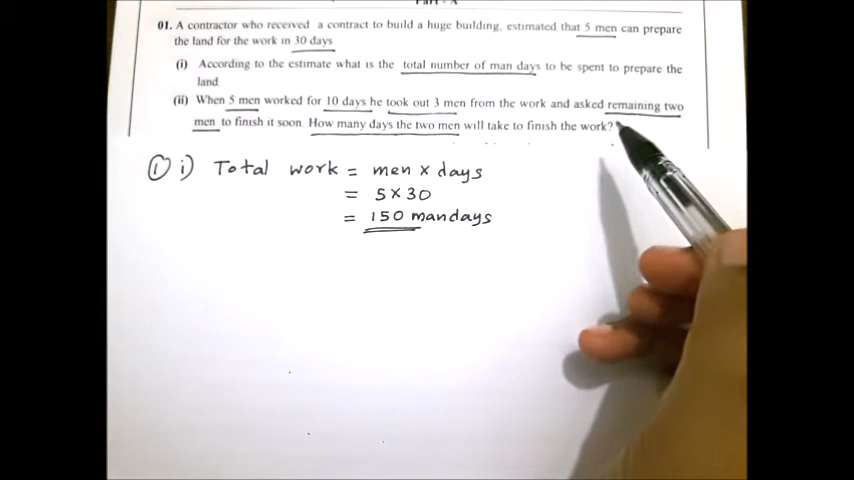 Part - A
01. A contractor who received a contract to build a huge building, estimated that 5 men can prepare
the land for the work in 30 days
(i) According to the estimate what is the total number of man days to be spent to prepare the
land
(ii) When 5 men worked for 10 days he took out 3 men from the work and asked remaining two
men to finish it soon. How many days the two men will take to finish the work?
① i) Total work = men × days
= 5 × 30
= 150 mandays